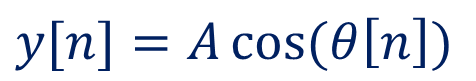 y[n] = A cos(θ[n])